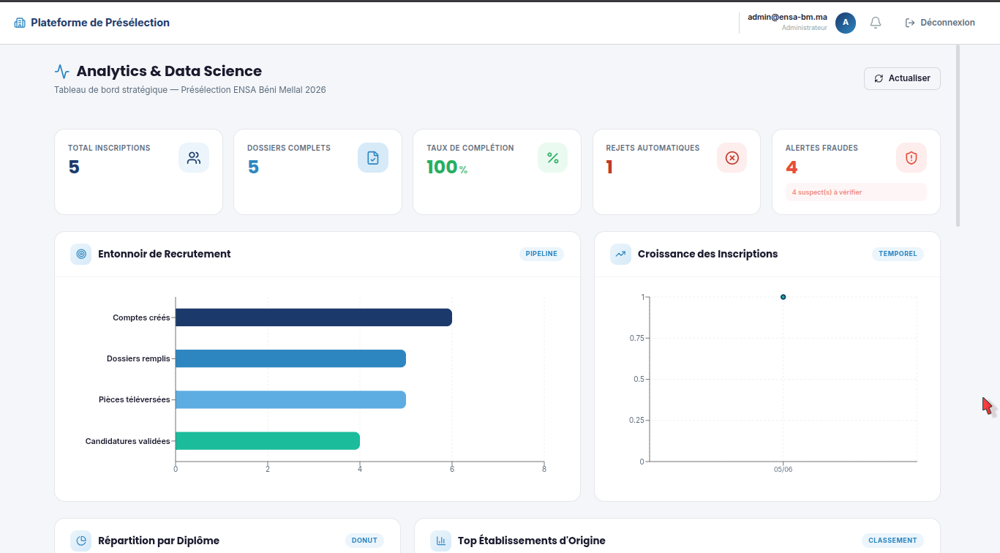 Plateforme de Présélection
admin@ensa-bm.ma
Administrateur
A
Déconnexion
Analytics & Data Science
Tableau de bord stratégique — Présélection ENSA Béni Mellal 2026
Actualiser
TOTAL INSCRIPTIONS
5
DOSSIERS COMPLETS
5
TAUX DE COMPLÉTION
100%
REJETS AUTOMATIQUES
1
ALERTES FRAUDES
4
4 suspect(s) à vérifier
Entonnoir de Recrutement
PIPELINE
Comptes créés
Dossiers remplis
Pièces téléversées
Candidatures validées
0 2 4 6 8
Croissance des Inscriptions
TEMPOREL
1
0.75
0.5
0.25
0
05/06
Répartition par Diplôme
DONUT
Top Établissements d'Origine
CLASSEMENT